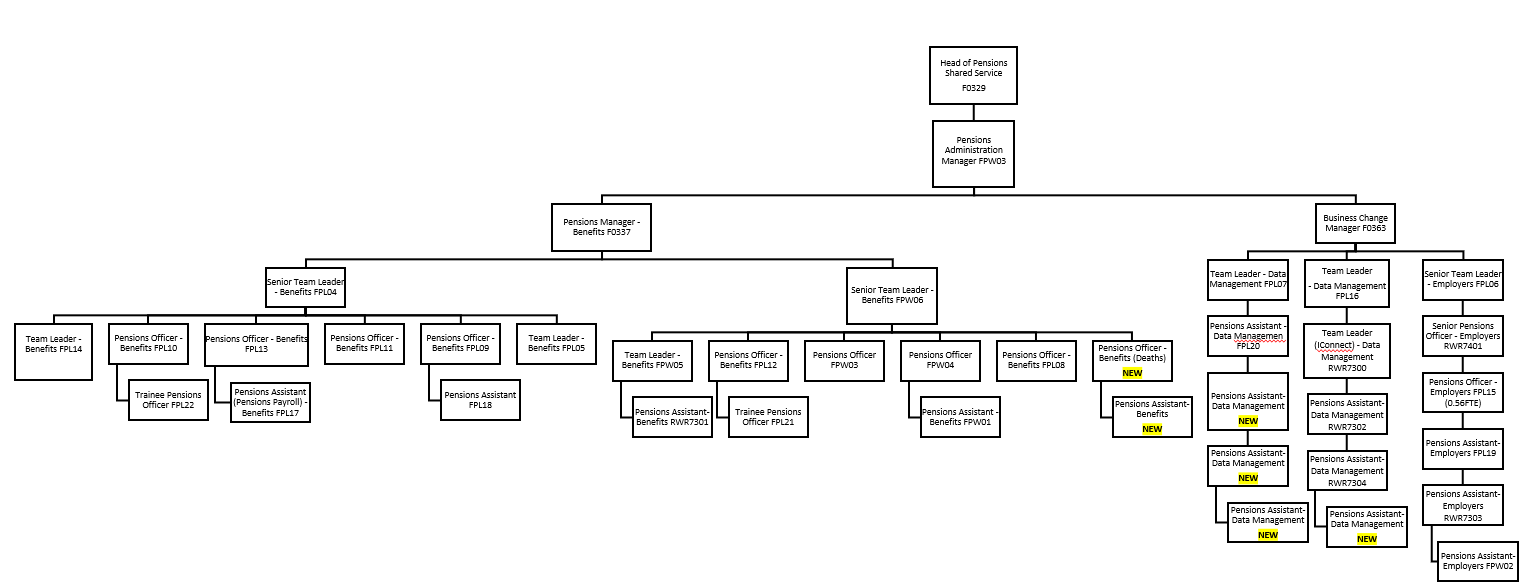 Head of Pensions
Shared Service
F0329
Pensions
Administration
Manager FPW03
Pensions Manager -
Benefits F0337
Business Change
Manager F0363
Senior Team Leader
- Benefits FPL04
Senior Team Leader -
Benefits FPW06
Team Leader - Data
Management FPL07
Team Leader
- Data Management
FPL16
Senior Team Leader
- Employers FPL06
Team Leader -
Benefits FPL14
Pensions Officer -
Benefits FPL10
Pensions Officer - Benefits
FPL13
Pensions Officer -
Benefits FPL11
Pensions Officer -
Benefits FPL09
Team Leader -
Benefits FPL05
Trainee Pensions
Officer FPL22
Pensions Assistant
(Pensions Payroll) -
Benefits FPL17
Pensions Assistant
FPL18
Team Leader -
Benefits FPW05
Pensions Officer -
Benefits FPL12
Pensions Officer
FPW03
Pensions Officer
FPW04
Pensions Officer -
Benefits FPL08
Pensions Officer -
Benefits (Deaths)
NEW
Pensions Assistant-
Benefits RWR7301
Trainee Pensions
Officer FPL21
Pensions Assistant -
Benefits FPW01
Pensions Assistant-
Benefits
NEW
Pensions Assistant -
Data Managemen
FPL20
Pensions Assistant-
Data Management
NEW
Pensions Assistant-
Data Management
NEW
Pensions Assistant-
Data Management
NEW
Team Leader
(IConnect) - Data
Management
RWR7300
Pensions Assistant-
Data Management
RWR7302
Pensions Assistant-
Data Management
RWR7304
Pensions Assistant-
Data Management
NEW
Senior Pensions
Officer - Employers
RWR7401
Pensions Officer -
Employers FPL15
(0.56FTE)
Pensions Assistant-
Employers FPL19
Pensions Assistant-
Employers
RWR7303
Pensions Assistant-
Employers FPW02